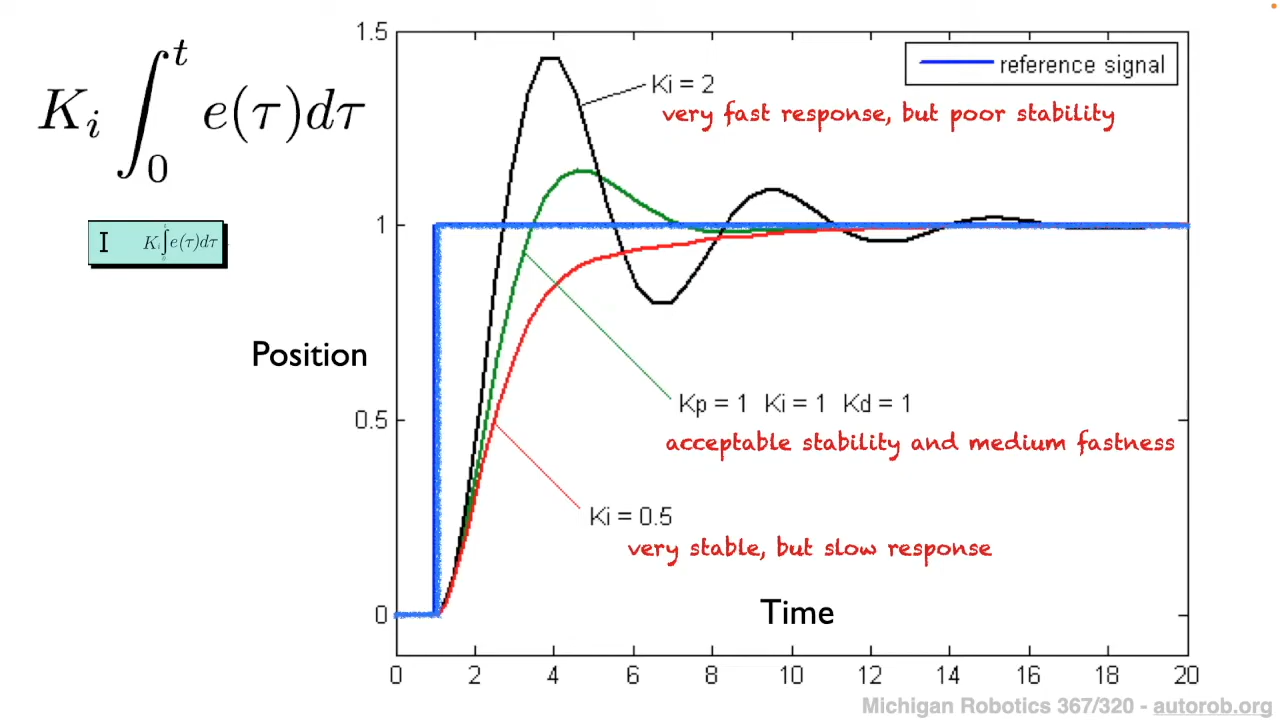 K_i ∫_0^t e(τ)dτ
I K_i ∫ e(τ)dτ
1.5
reference signal
Ki = 2
very fast response, but poor stability
1
Position
Kp = 1 Ki = 1 Kd = 1
0.5
acceptable stability and medium fastness
Ki = 0.5
very stable, but slow response
Time
0
0 2 4 6 8 10 12 14 16 18 20
Michigan Robotics 367/320 - autorob.org